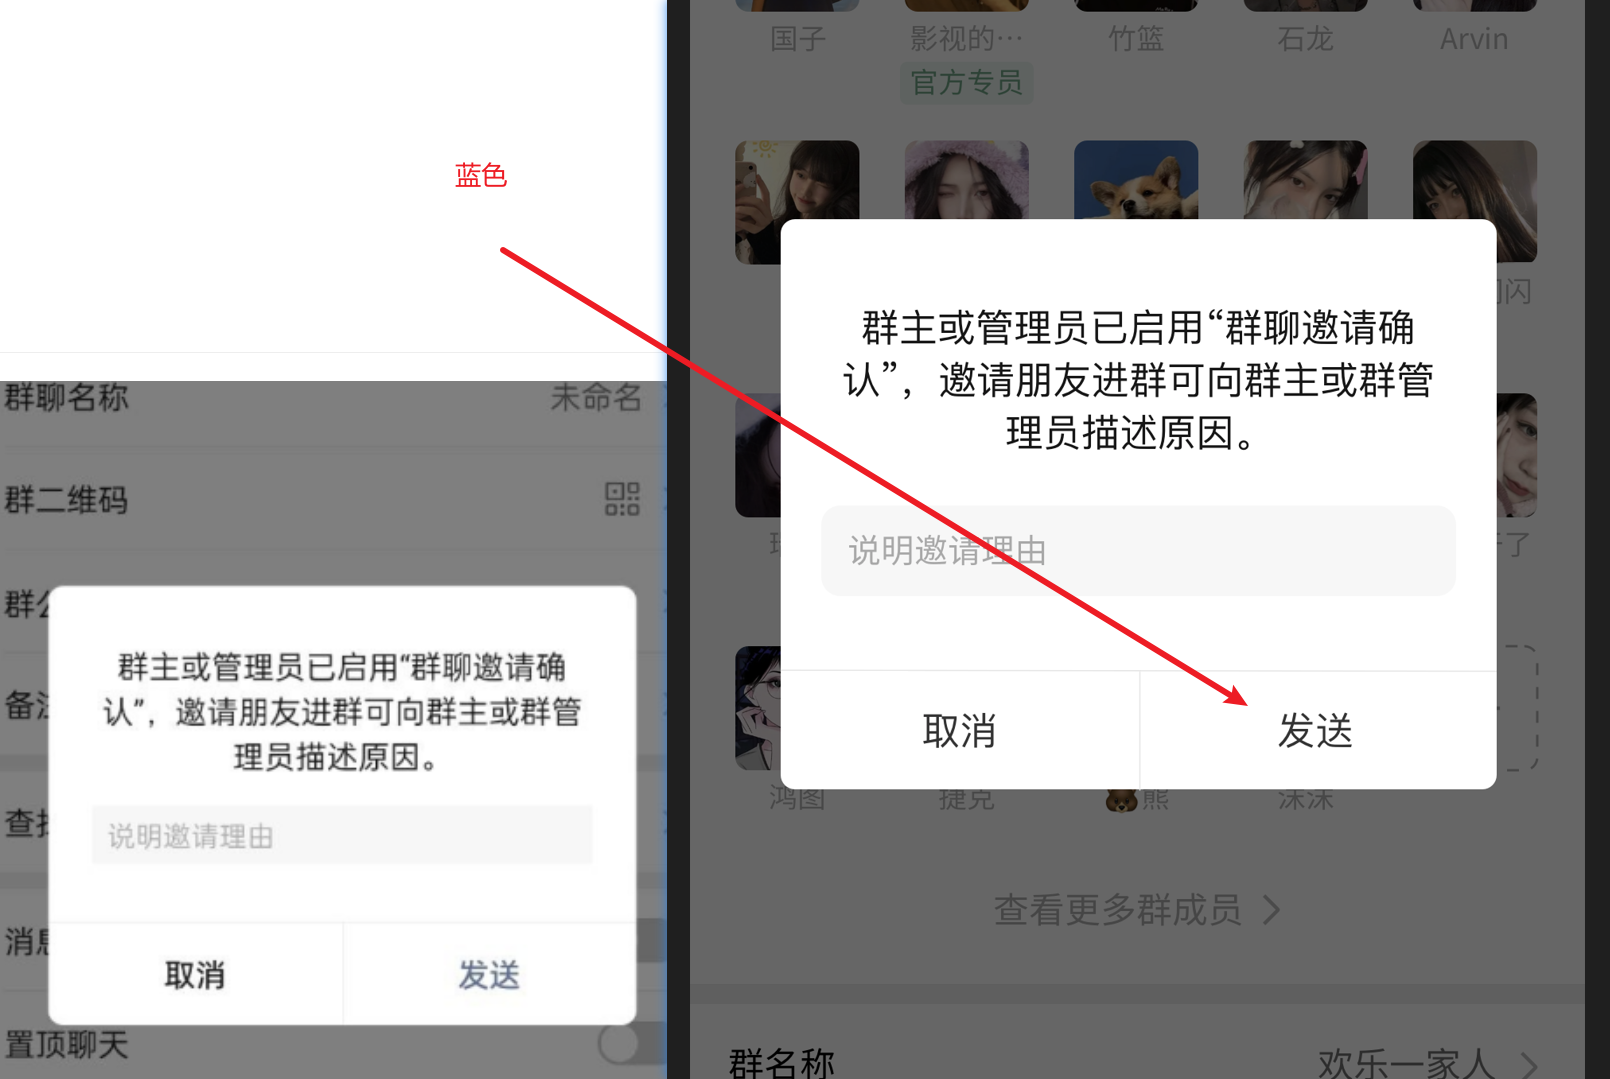 蓝色
群聊名称
未命名
群二维码
群主或管理员已启用“群聊邀请确
认”，邀请朋友进群可向群主或群管
理员描述原因。
说明邀请理由
取消
发送
置顶聊天
国子
影视的…
竹篮
石龙
Arvin
官方专员
闪
群主或管理员已启用“群聊邀请确
认”，邀请朋友进群可向群主或群管
理员描述原因。
说明邀请理由
了
取消
发送
鸿图
捷克
熊
沫沫
查看更多群成员
群名称
欢乐一家人